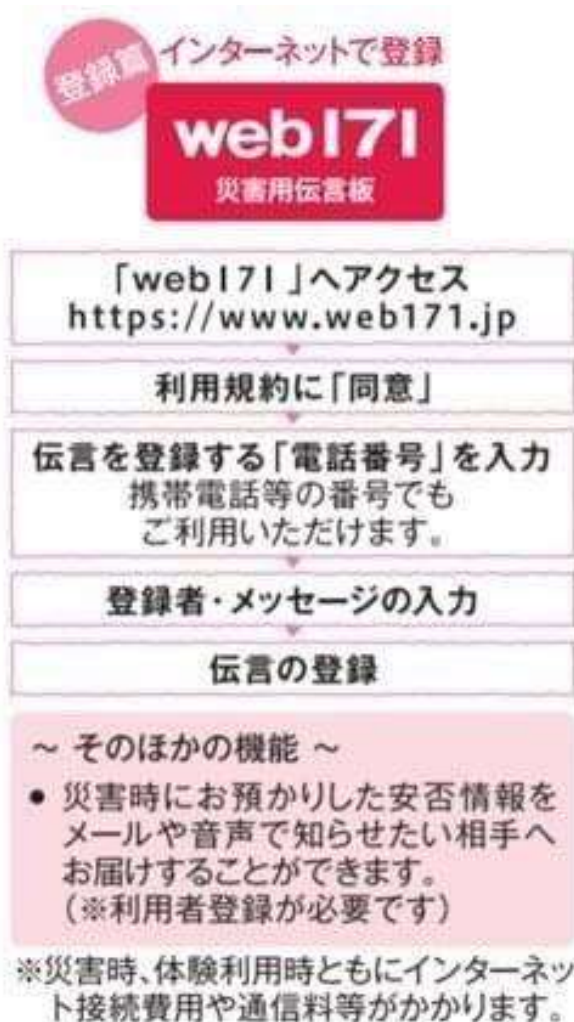 登録篇
インターネットで登録
web171
災害用伝言板
「web171」へアクセス
https://www.web171.jp
利用規約に「同意」
伝言を登録する「電話番号」を入力
携帯電話等の番号でも
ご利用いただけます。
登録者・メッセージの入力
伝言の登録
～ そのほかの機能 ～
● 災害時にお預かりした安否情報を
メールや音声で知らせたい相手へ
お届けすることができます。
(※利用者登録が必要です)
※災害時、体験利用時ともにインターネッ
ト接続費用や通信料等がかかります。